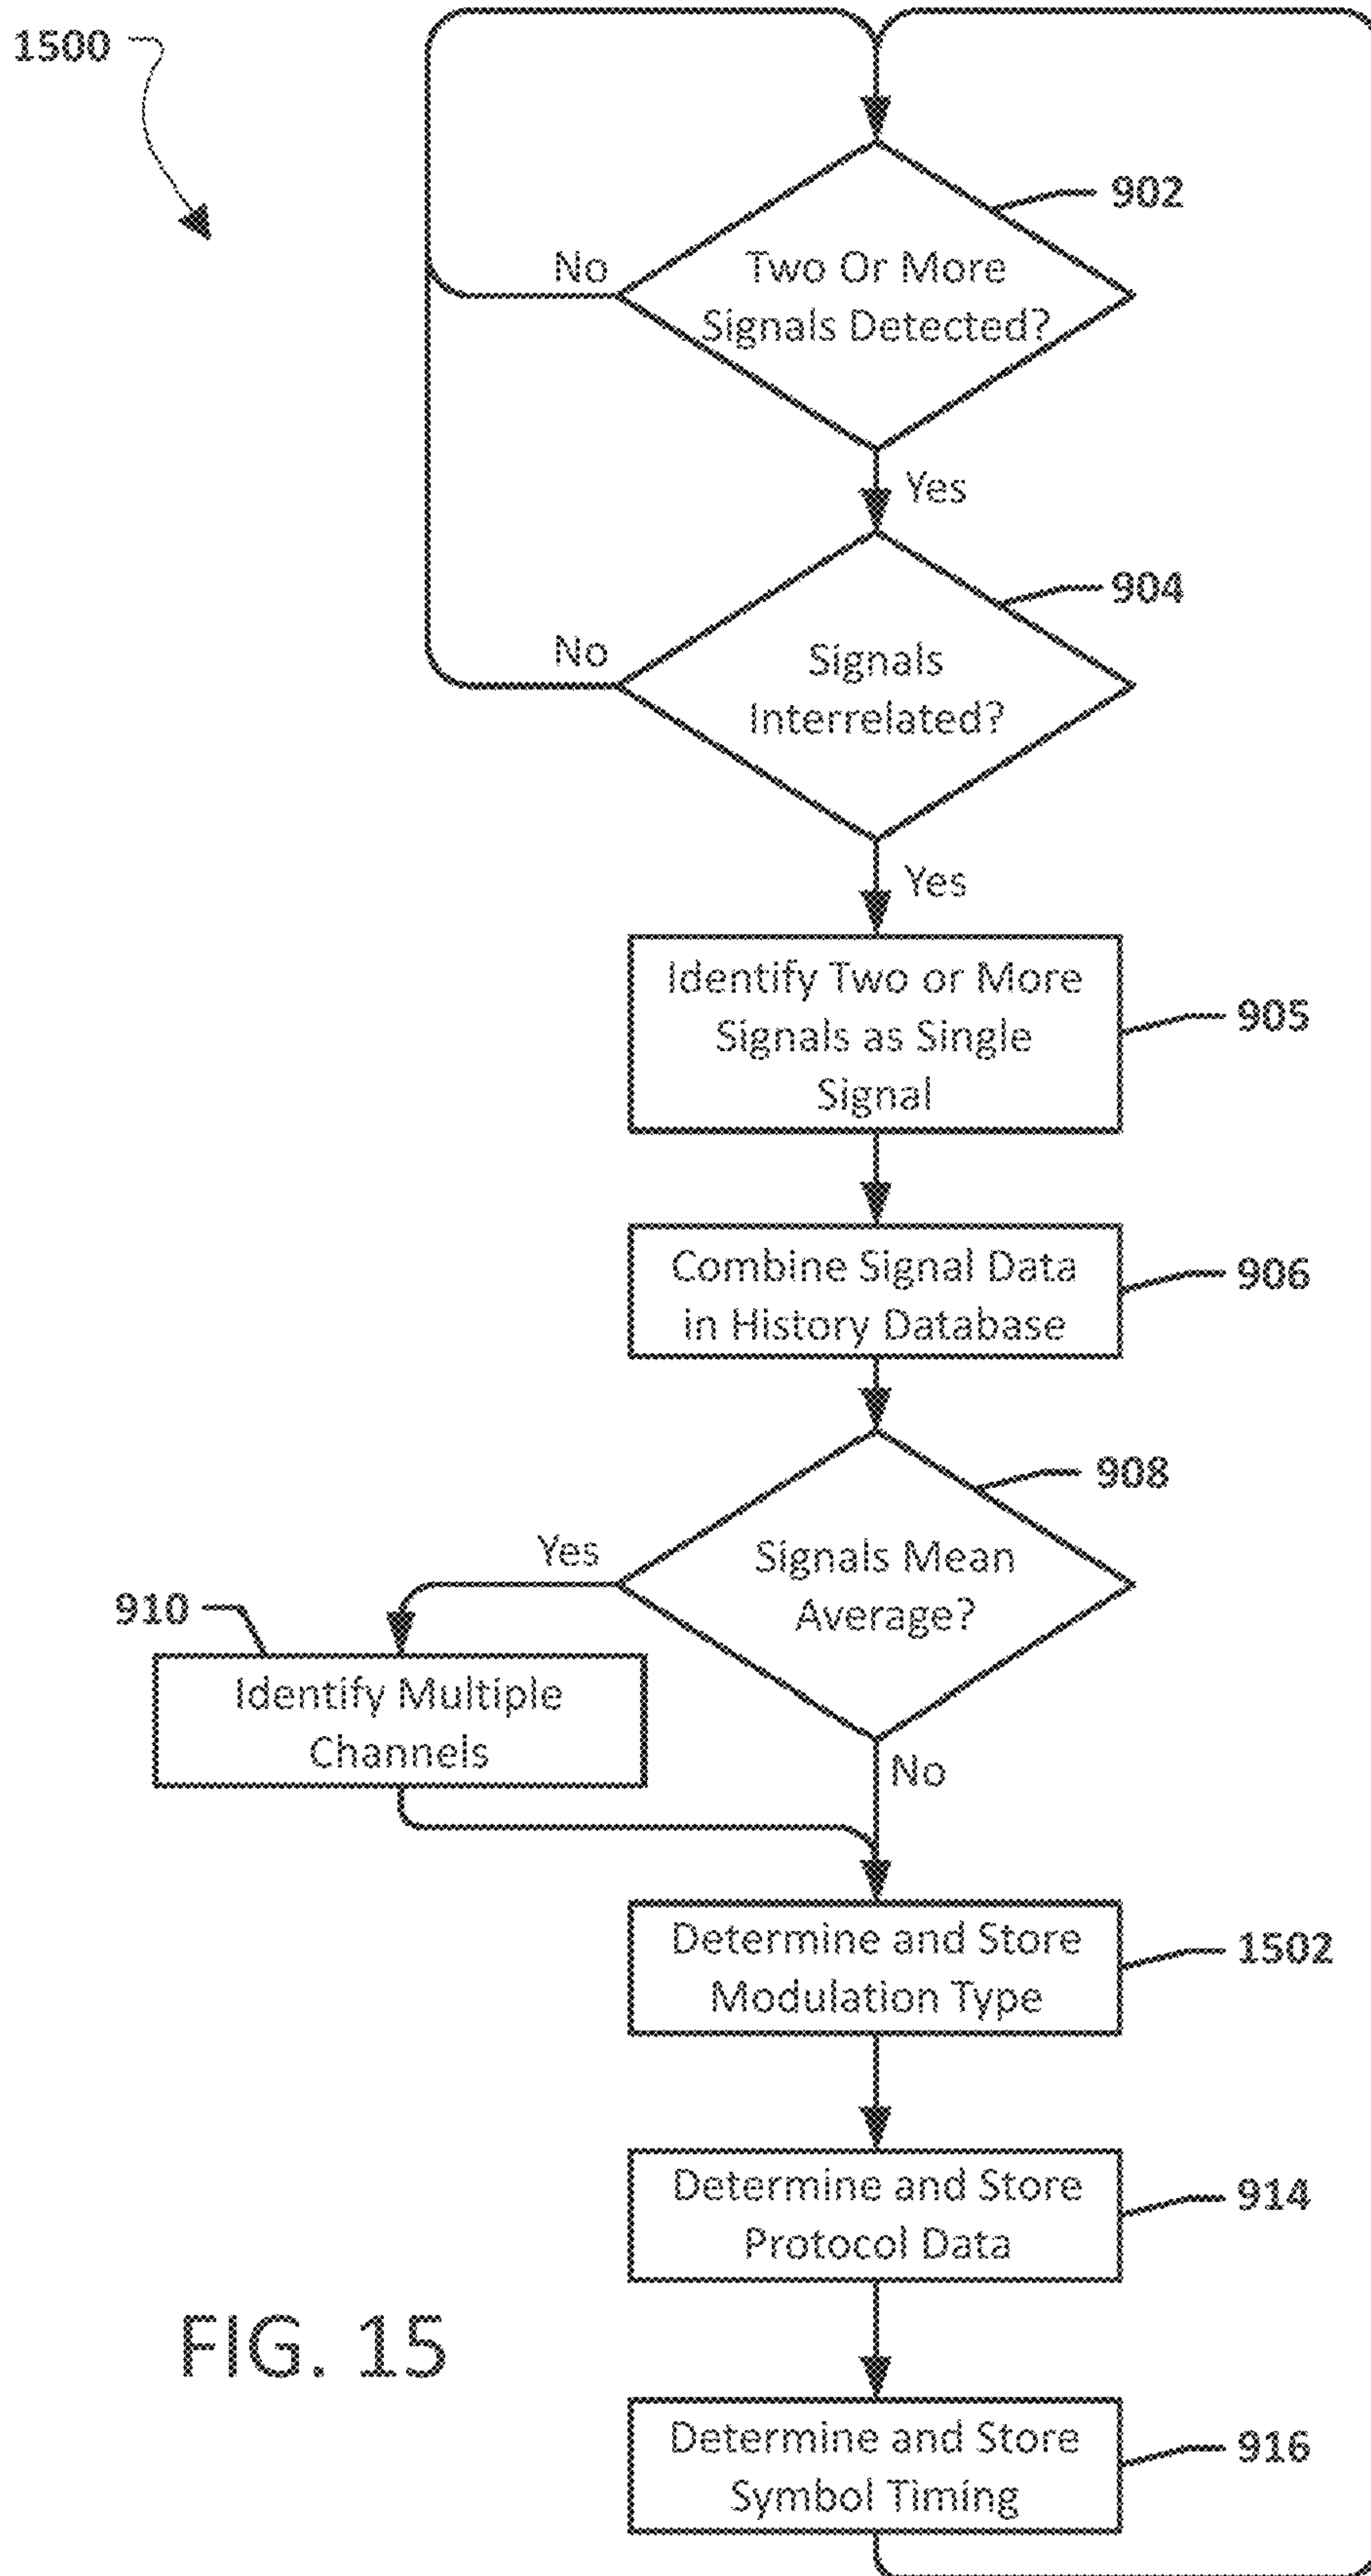 1500
902
No
Two Or More
Signals Detected?
Yes
904
No
Signals
Interrelated?
Yes
Identify Two or More
Signals as Single
Signal
905
Combine Signal Data
in History Database
906
908
Yes
Signals Mean
Average?
910
Identify Multiple
Channels
No
Determine and Store
Modulation Type
1502
Determine and Store
Protocol Data
914
FIG. 15
Determine and Store
Symbol Timing
916